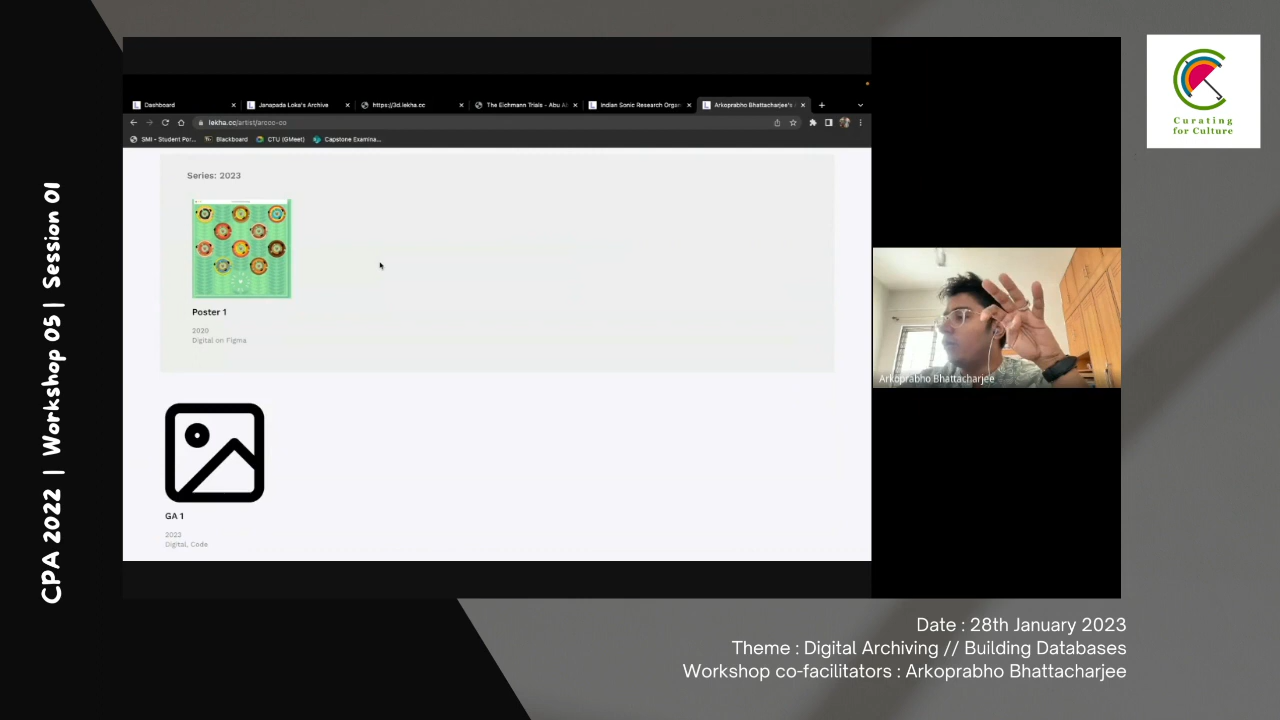 CPA 2022 | Workshop 05 | Session 01
Dashboard
Janapada Loka's Archive
https://3d.lekha.cc
The Eichmann Trials - Abu
Indian Sonic Research Organ
Arkoprabho Bhattacharjee's
lekha.cc/artist/arcoo-co
SMI - Student Por...
Blackboard
CTU (GMeet)
Capstone Examina...
Series: 2023
Poster 1
2020
Digital on Figma
GA 1
2022
Digital, Code
Arkoprabho Bhattacharjee
Curating
for Culture
Date : 28th January 2023
Theme : Digital Archiving // Building Databases
Workshop co-facilitators : Arkoprabho Bhattacharjee